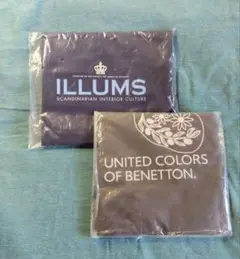 ILLUMS
SCANDINAVIAN INTERIOR CULTURE
UNITED COLORS
OF BENETTON.